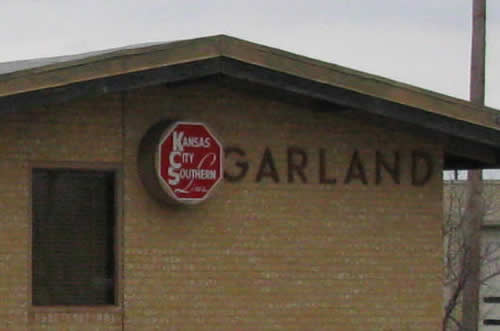 KANSAS
CITY
SOUTHERN
Lines
GARLAND